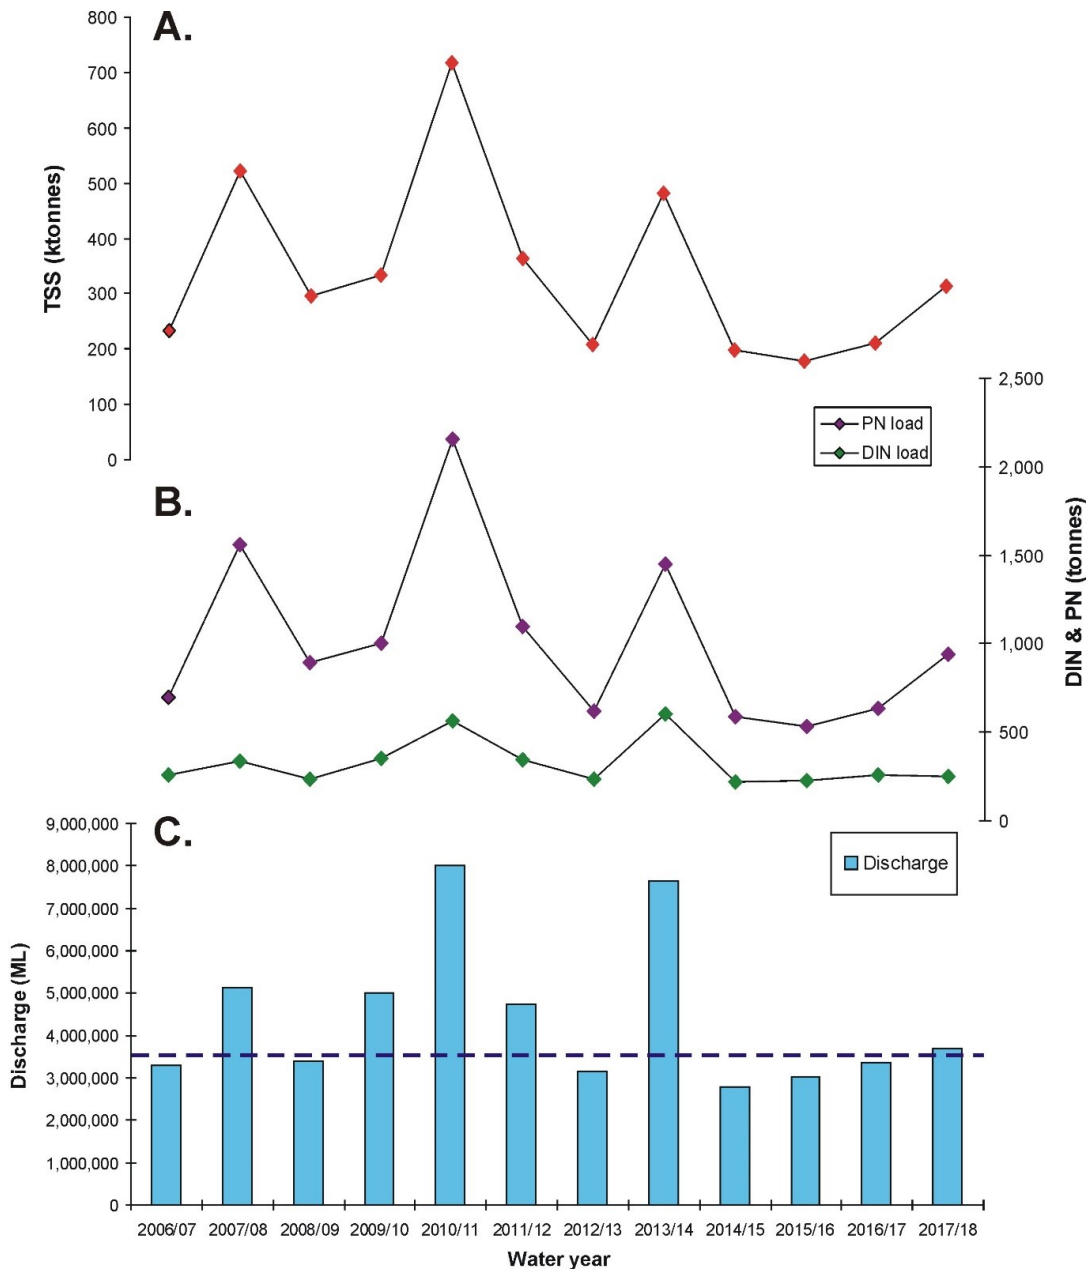 A.
800
700
600
500
400
300
200
100
0
TSS (ktonnes)
2,500
2,000
1,500
1,000
500
0
DIN & PN (tonnes)
PN load
DIN load
B.
C.
9,000,000
8,000,000
7,000,000
6,000,000
5,000,000
4,000,000
3,000,000
2,000,000
1,000,000
0
Discharge (ML)
Discharge
2006/07 2007/08 2008/09 2009/10 2010/11 2011/12 2012/13 2013/14 2014/15 2015/16 2016/17 2017/18
Water year